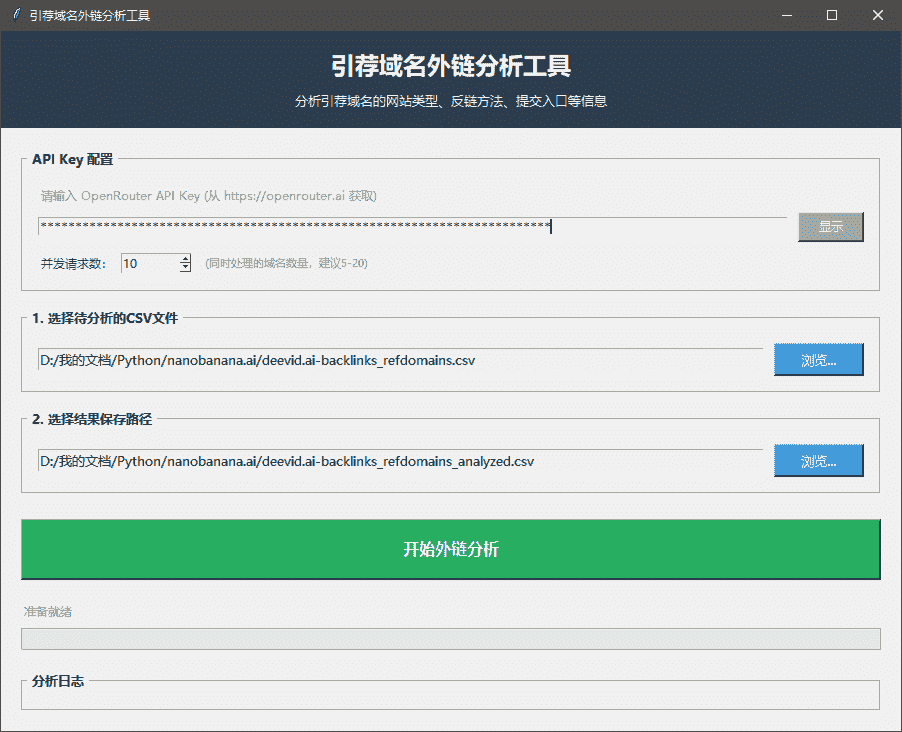 引荐域名外链分析工具
引荐域名外链分析工具
分析引荐域名的网站类型、反链方法、提交入口等信息
API Key 配置
请输入 OpenRouter API Key (从 https://openrouter.ai 获取)
************************************************************************* 显示
并发请求数: 10 (同时处理的域名数量，建议5-20)
1. 选择待分析的CSV文件
D:/我的文档/Python/nanobanana.ai/deevid.ai-backlinks_refdomains.csv 浏览...
2. 选择结果保存路径
D:/我的文档/Python/nanobanana.ai/deevid.ai-backlinks_refdomains_analyzed.csv 浏览...
开始外链分析
准备就绪
分析日志